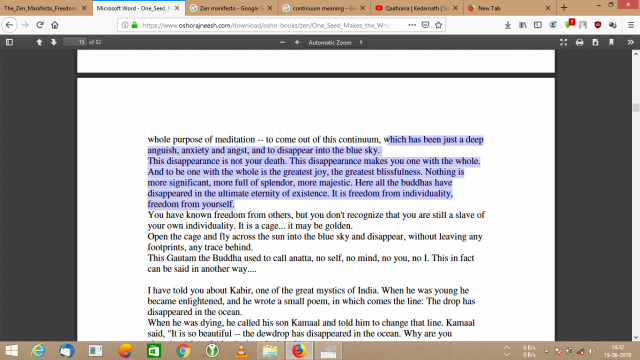 The_Zen_Manifesto_Freedom
Microsoft Word - One_Seed_M
Zen manifesto - Google S
continuum meaning - Goo
Qaafirana | Kedarnath | Su
New Tab
https://www.oshorajneesh.com/download/osho-books/zen/One_Seed_Makes_the_Wh
15 of 82
Automatic Zoom
whole purpose of meditation -- to come out of this continuum, which has been just a deep
anguish, anxiety and angst, and to disappear into the blue sky.
This disappearance is not your death. This disappearance makes you one with the whole.
And to be one with the whole is the greatest joy, the greatest blissfulness. Nothing is
more significant, more full of splendor, more majestic. Here all the buddhas have
disappeared in the ultimate eternity of existence. It is freedom from individuality,
freedom from yourself.
You have known freedom from others, but you don't recognize that you are still a slave of
your own individuality. It is a cage... it may be golden.
Open the cage and fly across the sun into the blue sky and disappear, without leaving any
footprints, any trace behind.
This Gautam the Buddha used to call anatta, no self, no mind, no you, no I. This in fact
can be said in another way....
I have told you about Kabir, one of the great mystics of India. When he was young he
became enlightened, and he wrote a small poem, in which comes the line: The drop has
disappeared in the ocean.
When he was dying, he called his son Kamaal and told him to change that line. Kamaal
said, "It is so beautiful -- the dewdrop has disappeared in the ocean. Why are you
0 B/s
0 B/s
14:37
19-08-2019